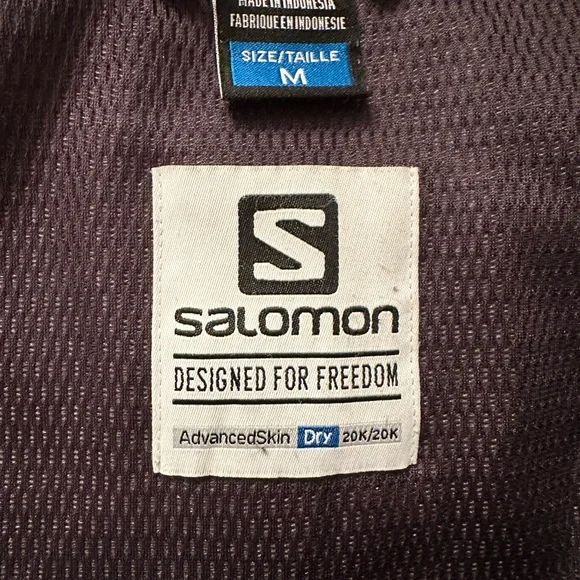 MADE IN INDONESIA
FABRIQUE EN INDONESIE
SIZE/TAILLE
M
S
SALOMON
DESIGNED FOR FREEDOM
AdvancedSkin Dry 20K/20K